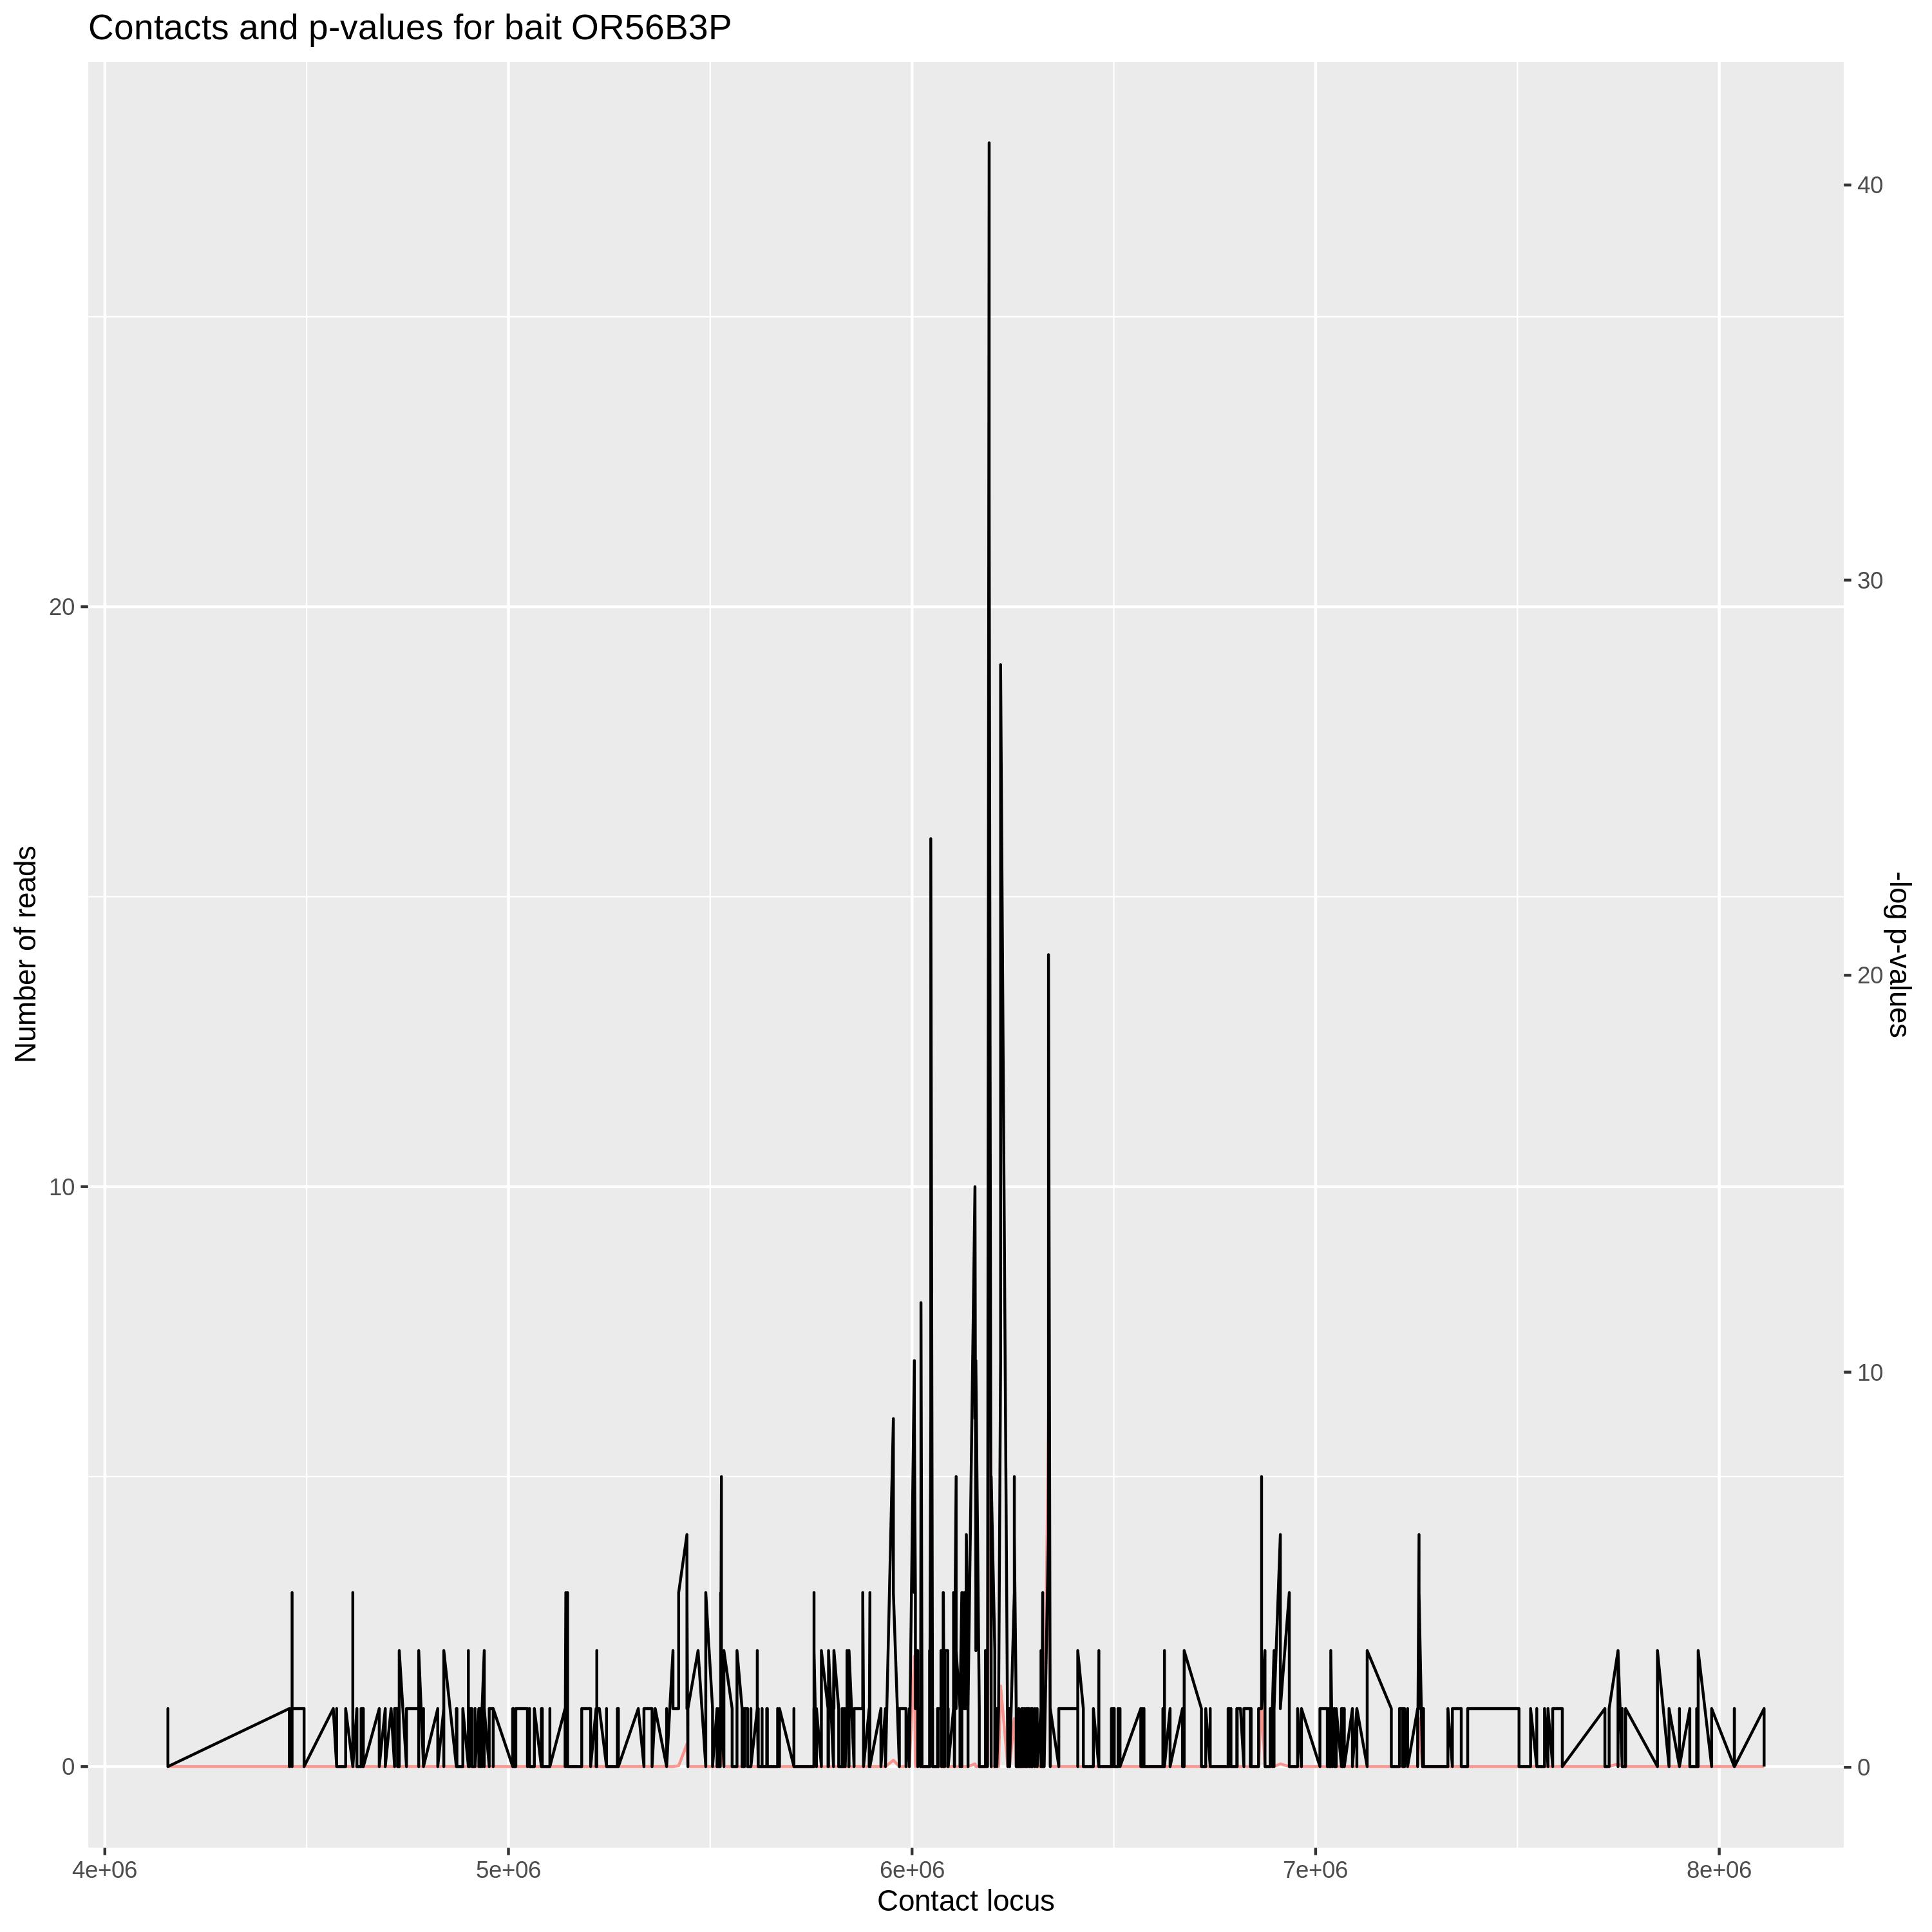 Contacts and p-values for bait OR56B3P
Number of reads
20
10
0
40
30
20
10
0
-log p-values
4e+06 5e+06 6e+06 7e+06 8e+06
Contact locus